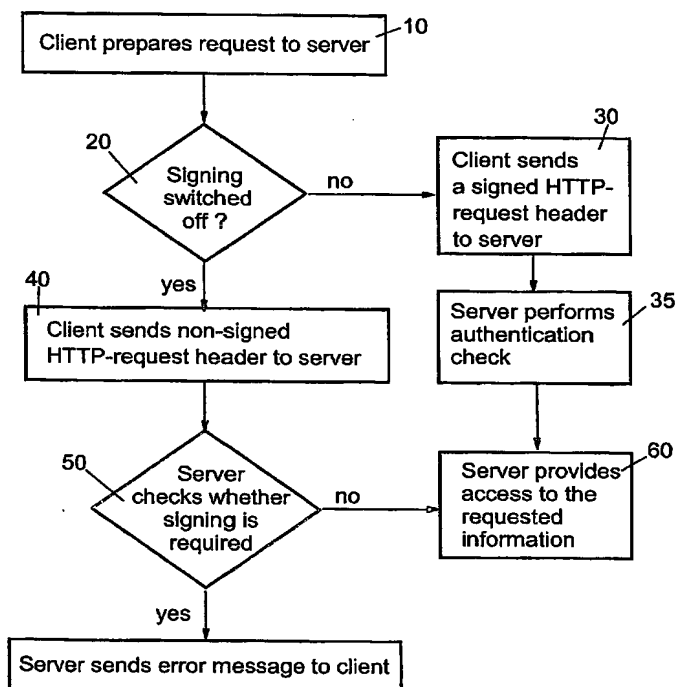 Client prepares request to server
10
20
Signing
switched
off ?
no
30
Client sends
a signed HTTP-
request header
to server
yes
40
Client sends non-signed
HTTP-request header to server
Server performs
authentication
check
35
50
Server
checks whether
signing is
required
no
60
Server provides
access to the
requested
information
yes
Server sends error message to client